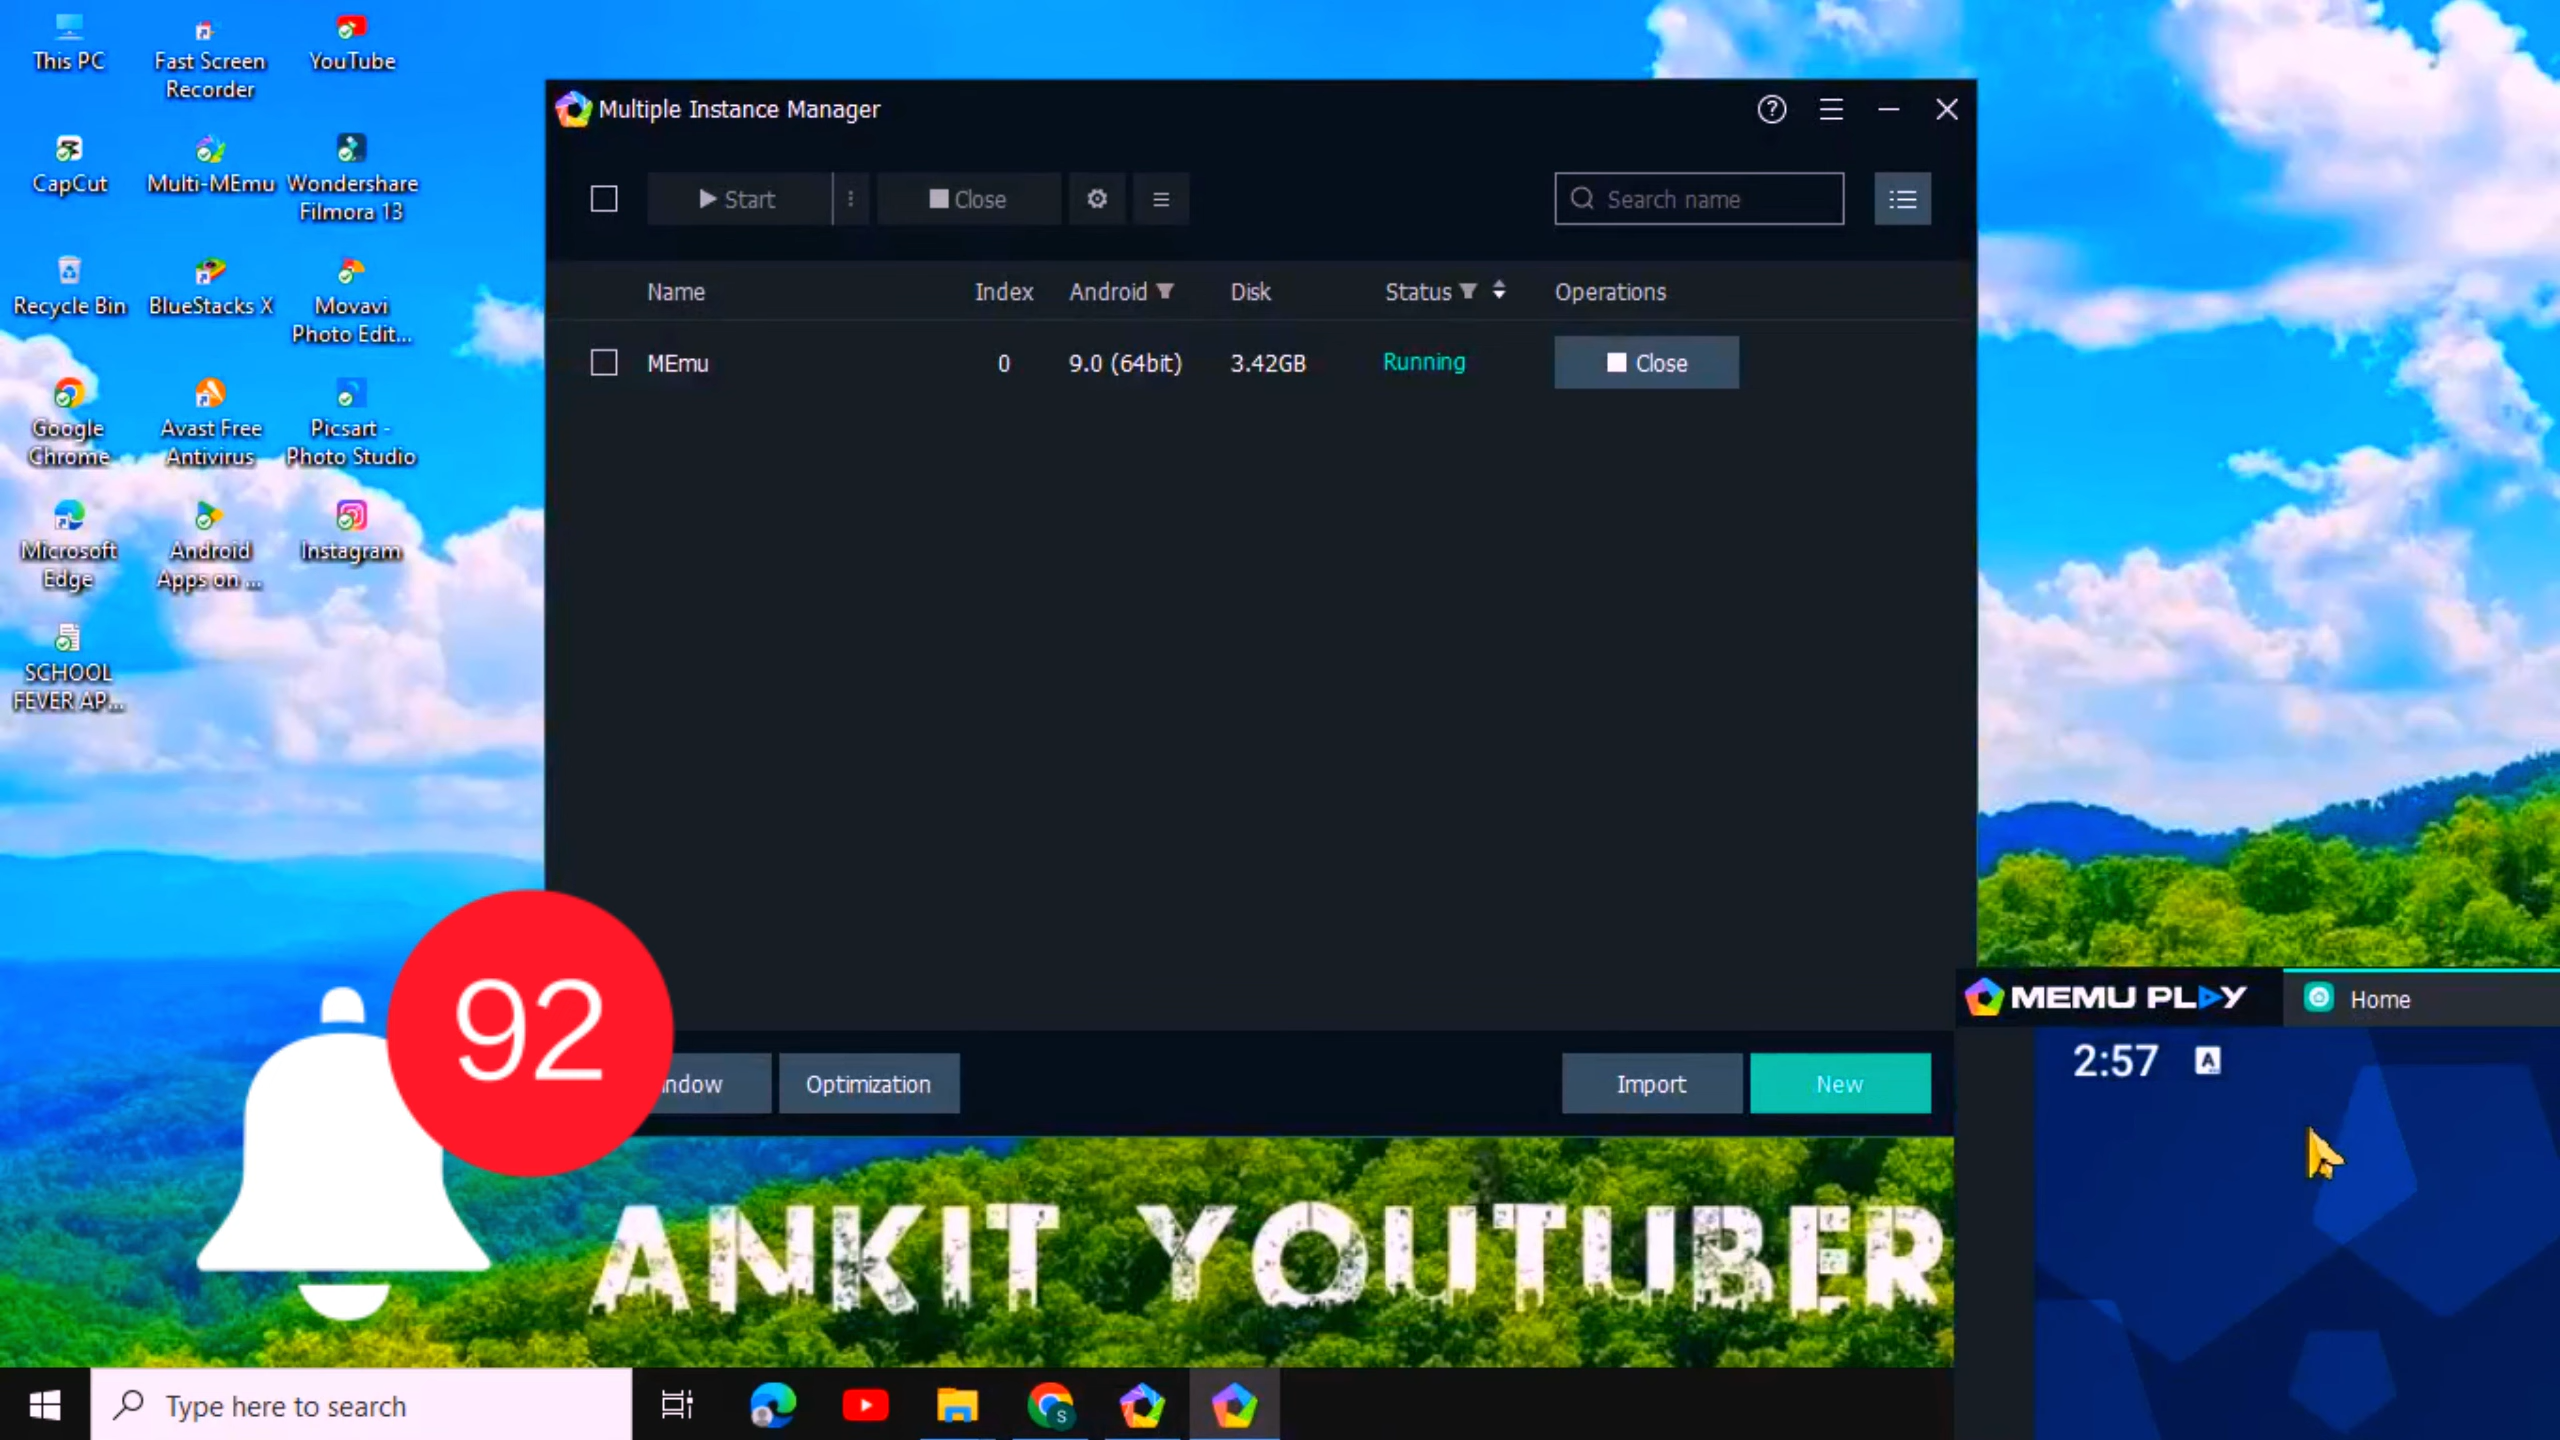 This PC
Fast Screen
Recorder
YouTube
CapCut
Multi-MEmu
Wondershare
Filmora 13
Recycle Bin
BlueStacks X
Movavi
Photo Edit...
Google
Chrome
Avast Free
Antivirus
Picsart -
Photo Studio
Microsoft
Edge
Android
Apps on ...
Instagram
SCHOOL
FEVER AP...
Multiple Instance Manager
Start
Close
Search name
Name Index Android Disk Status Operations
MEmu 0 9.0 (64bit) 3.42GB Running Close
92
ndow
Optimization
Import
New
MEMU PLAY
Home
2:57 A
ANKIT YOUTUBER
Type here to search
S